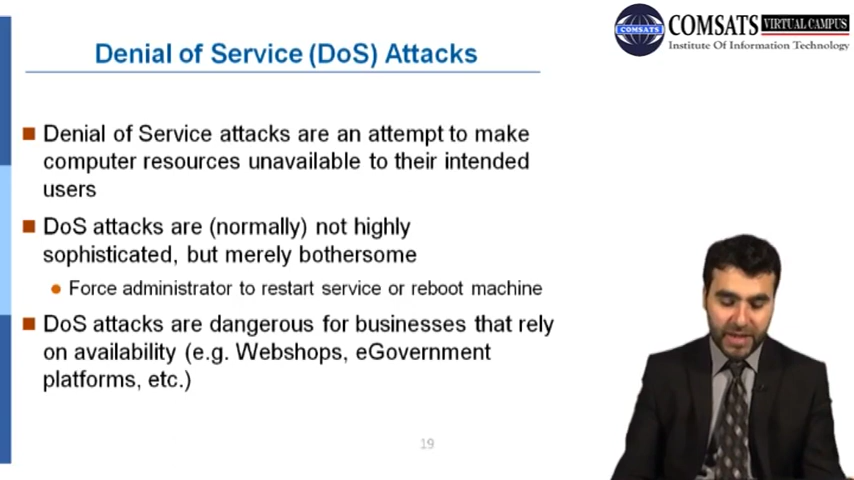 COMSATS VIRTUAL CAMPUS
COMSATS
Institute Of Information Technology
Denial of Service (DoS) Attacks
Denial of Service attacks are an attempt to make
computer resources unavailable to their intended
users
DoS attacks are (normally) not highly
sophisticated, but merely bothersome
Force administrator to restart service or reboot machine
DoS attacks are dangerous for businesses that rely
on availability (e.g. Webshops, eGovernment
platforms, etc.)
19